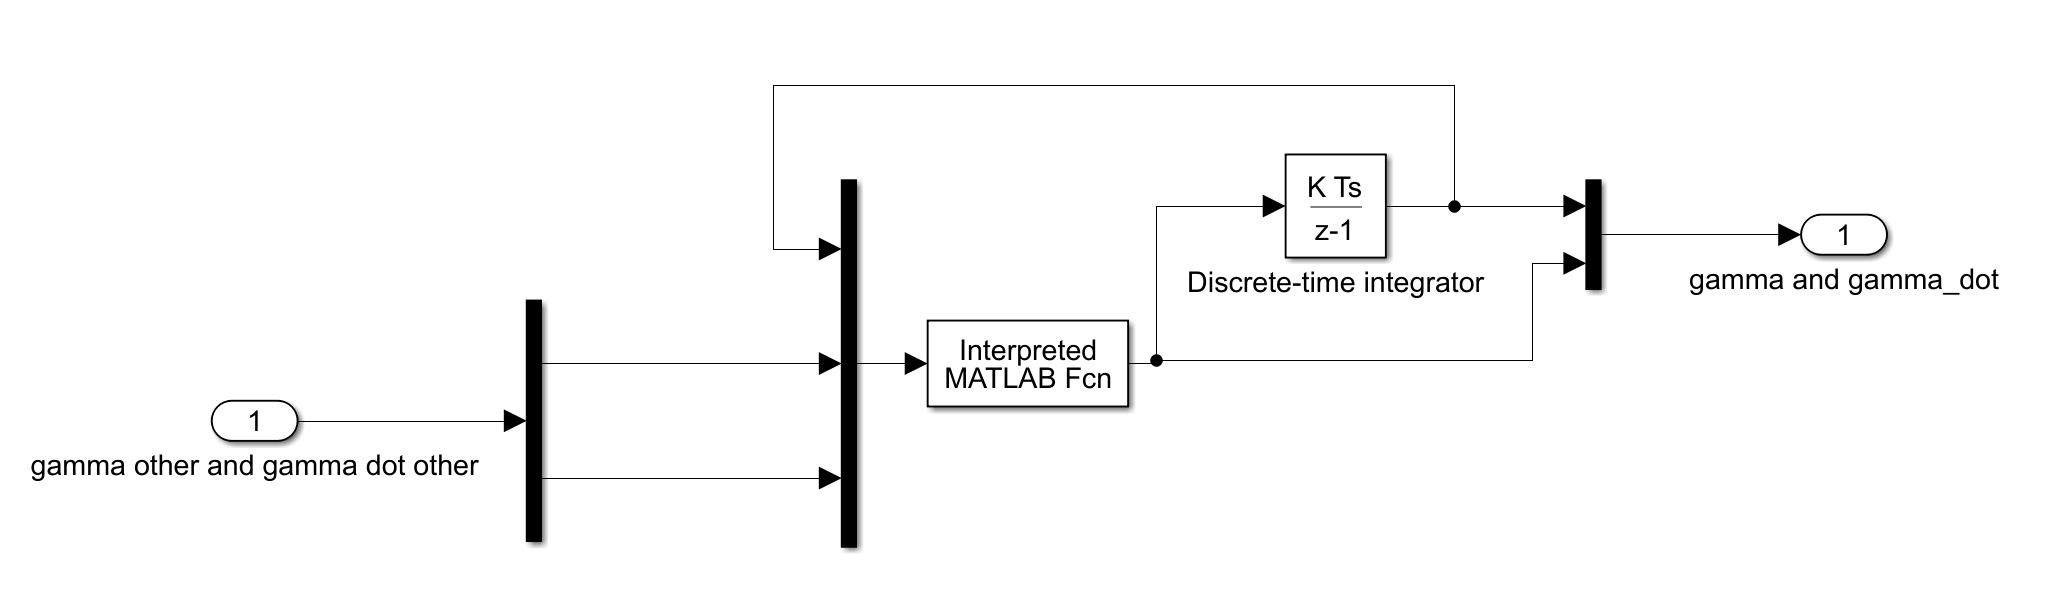 K Ts
z-1
Discrete-time integrator
1
gamma and gamma_dot
Interpreted
MATLAB Fcn
1
gamma other and gamma dot other